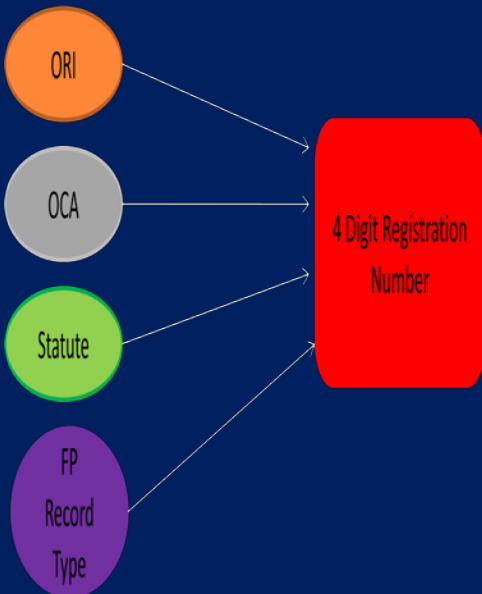 ORI
OCA
4 Digit Registration
Number
Statute
FP
Record
Type